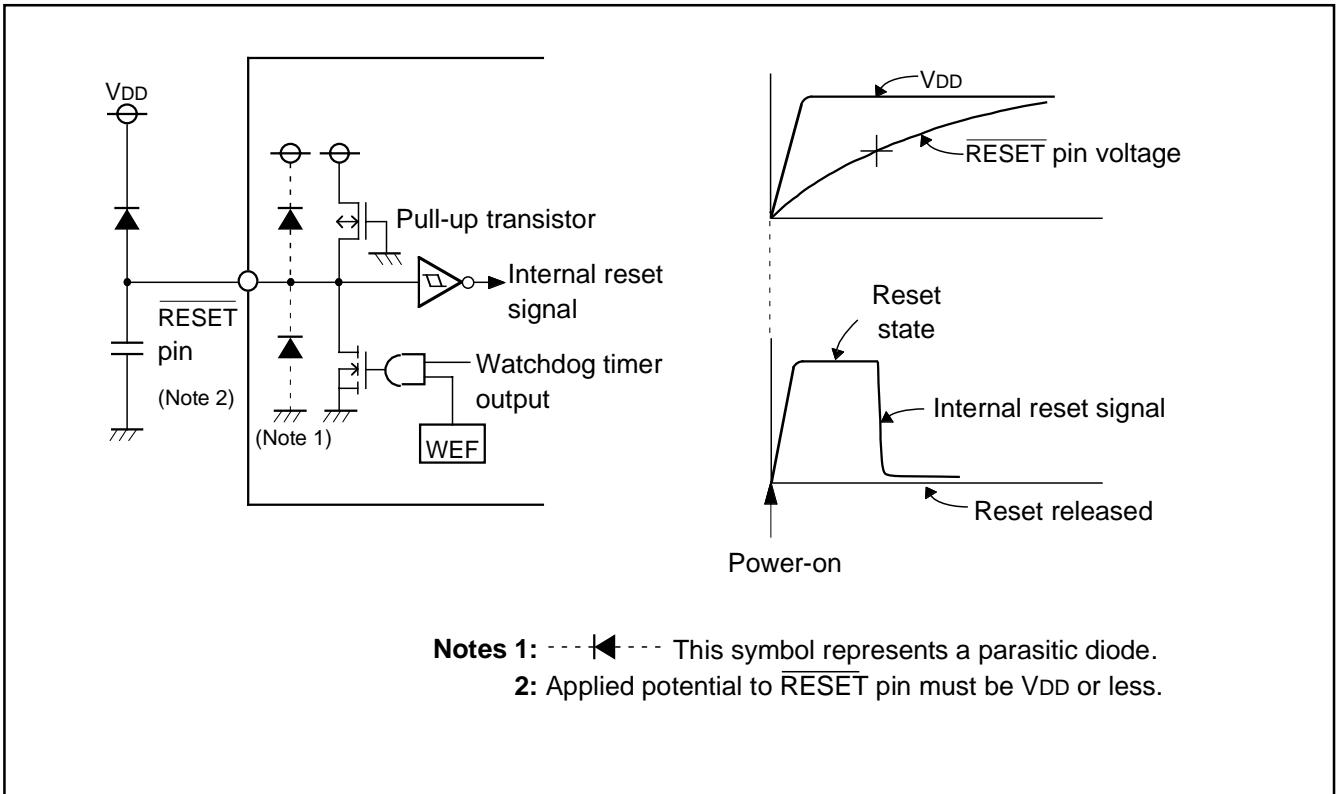 VDD
Pull-up transistor
Internal reset
signal
RESET
pin
(Note 2)
Watchdog timer
output
(Note 1)
WEF
VDD
RESET pin voltage
Reset
state
Internal reset signal
Reset released
Power-on
Notes 1: This symbol represents a parasitic diode.
2: Applied potential to RESET pin must be VDD or less.